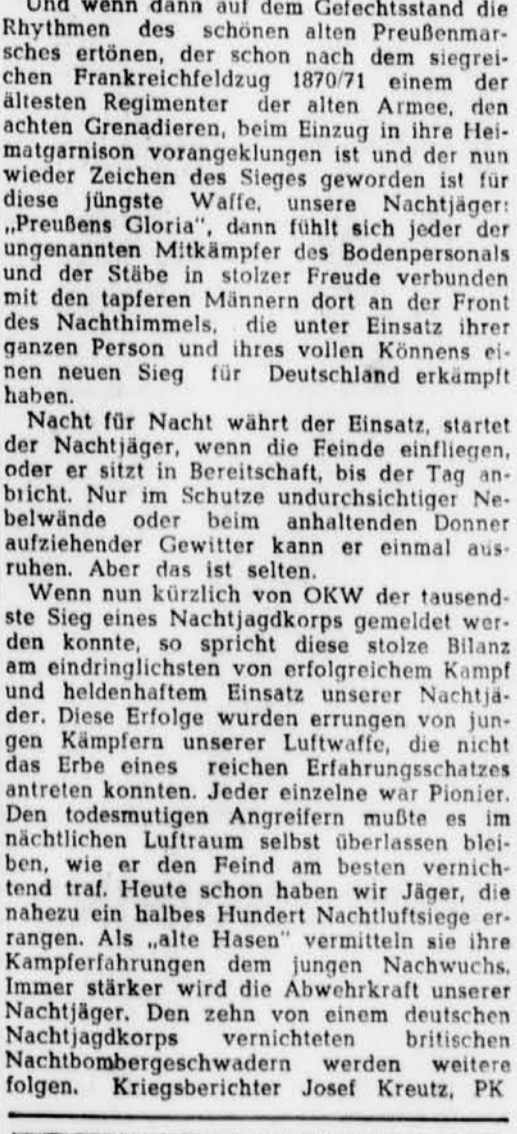 Und wenn dann auf dem Gefechtsstand die
Rhythmen des schönen alten Preußenmar-
sches ertönen, der schon nach dem siegrei-
chen Frankreichfeldzug 1870/71 einem der
ältesten Regimenter der alten Armee, den
achten Grenadieren, beim Einzug in ihre Hei-
matgarnison vorangeklungen ist und der nun
wieder Zeichen des Sieges geworden ist für
diese jüngste Waffe, unsere Nachtjäger:
„Preußens Gloria", dann fühlt sich jeder der
ungenannten Mitkämpfer des Bodenpersonals
und der Stäbe in stolzer Freude verbunden
mit den tapferen Männern dort an der Front
des Nachthimmels, die unter Einsatz ihrer
ganzen Person und ihres vollen Könnens ei-
nen neuen Sieg für Deutschland erkämpft
haben.
Nacht für Nacht währt der Einsatz, startet
der Nachtjäger, wenn die Feinde einfliegen,
oder er sitzt in Bereitschaft, bis der Tag an-
bricht. Nur im Schutze undurchsichtiger Ne-
belwände oder beim anhaltenden Donner
aufziehender Gewitter kann er einmal aus-
ruhen. Aber das ist selten.
Wenn nun kürzlich von OKW der tausend-
ste Sieg eines Nachtjagdkorps gemeldet wer-
den konnte, so spricht diese stolze Bilanz
am eindringlichsten von erfolgreichem Kampf
und heldenhaftem Einsatz unserer Nachtjä-
der. Diese Erfolge wurden errungen von jun-
gen Kämpfern unserer Luftwaffe, die nicht
das Erbe eines reichen Erfahrungsschatzes
antreten konnten. Jeder einzelne war Pionier.
Den todesmutigen Angreifern mußte es im
nächtlichen Luftraum selbst überlassen blei-
ben, wie er den Feind am besten vernich-
tend traf. Heute schon haben wir Jäger, die
nahezu ein halbes Hundert Nachtluftsiege er-
rangen. Als „alte Hasen" vermitteln sie ihre
Kampferfahrungen dem jungen Nachwuchs.
Immer stärker wird die Abwehrkraft unserer
Nachtjäger. Den zehn von einem deutschen
Nachtjagdkorps vernichteten britischen
Nachtbombergeschwadern werden weitere
folgen. Kriegsberichter Josef Kreutz, PK